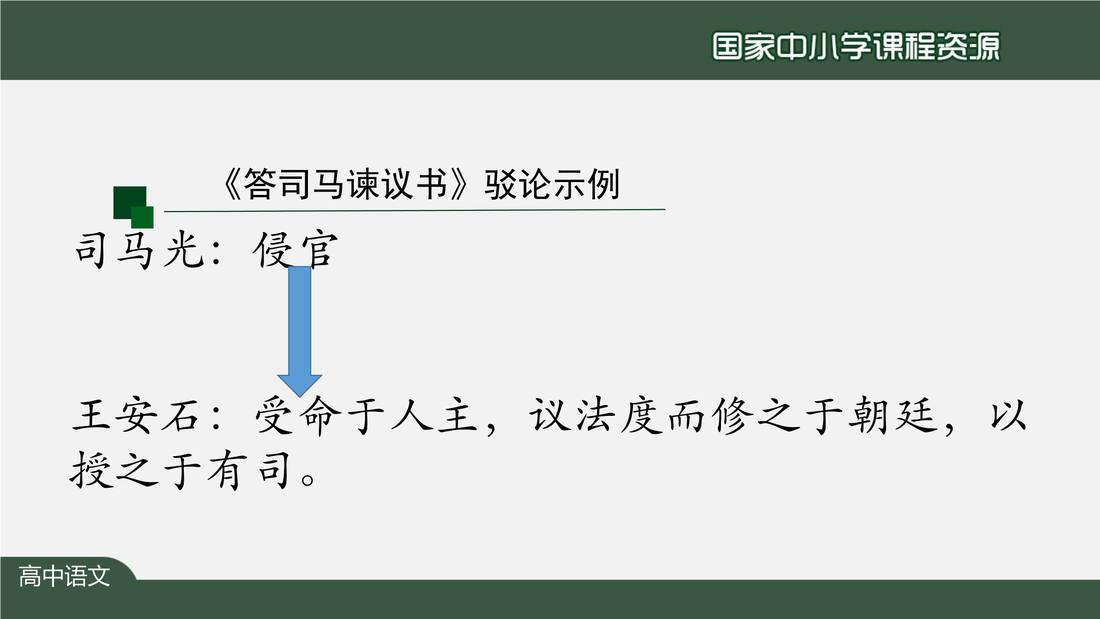 国家中小学课程资源
《答司马谏议书》驳论示例
司马光：侵官
王安石：受命于人主，议法度而修之于朝廷，以
授之于有司。
高中语文